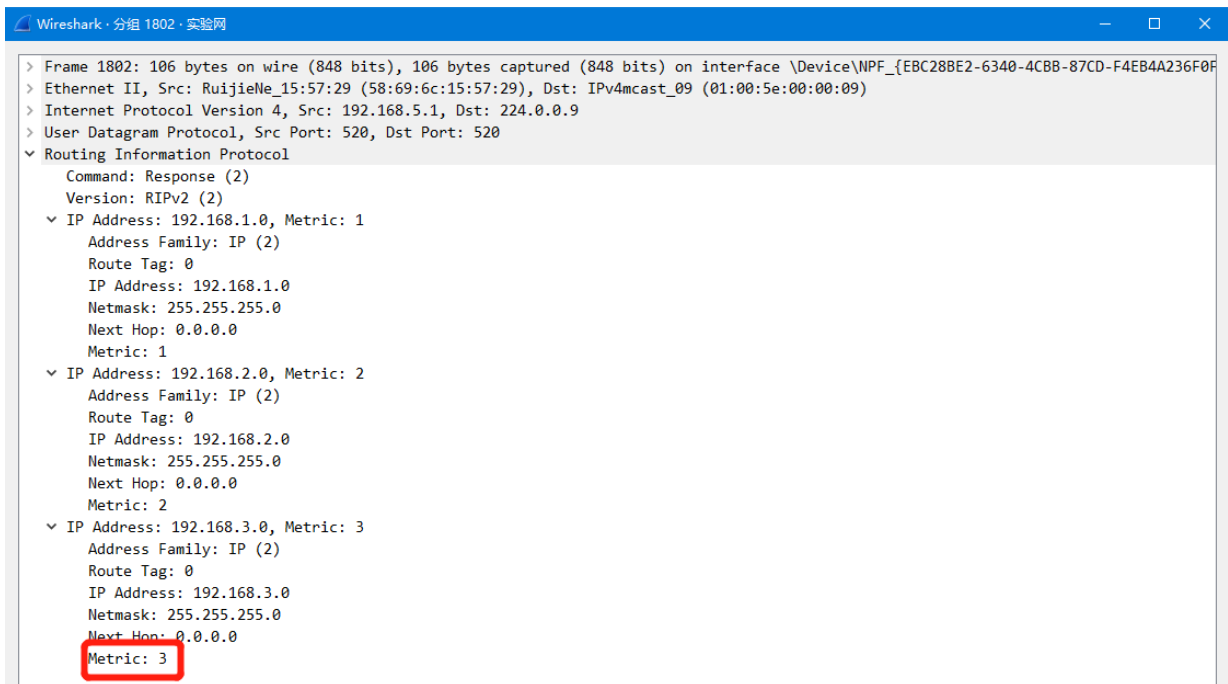 Wireshark · 分组 1802 · 实验网
> Frame 1802: 106 bytes on wire (848 bits), 106 bytes captured (848 bits) on interface \Device\NPF_{EBC28BE2-6340-4CBB-87CD-F4EB4A236F0F
> Ethernet II, Src: RuijieNe_15:57:29 (58:69:6c:15:57:29), Dst: IPv4mcast_09 (01:00:5e:00:00:09)
> Internet Protocol Version 4, Src: 192.168.5.1, Dst: 224.0.0.9
> User Datagram Protocol, Src Port: 520, Dst Port: 520
Routing Information Protocol
Command: Response (2)
Version: RIPv2 (2)
IP Address: 192.168.1.0, Metric: 1
Address Family: IP (2)
Route Tag: 0
IP Address: 192.168.1.0
Netmask: 255.255.255.0
Next Hop: 0.0.0.0
Metric: 1
IP Address: 192.168.2.0, Metric: 2
Address Family: IP (2)
Route Tag: 0
IP Address: 192.168.2.0
Netmask: 255.255.255.0
Next Hop: 0.0.0.0
Metric: 2
IP Address: 192.168.3.0, Metric: 3
Address Family: IP (2)
Route Tag: 0
IP Address: 192.168.3.0
Netmask: 255.255.255.0
Next Hop: 0.0.0.0
Metric: 3